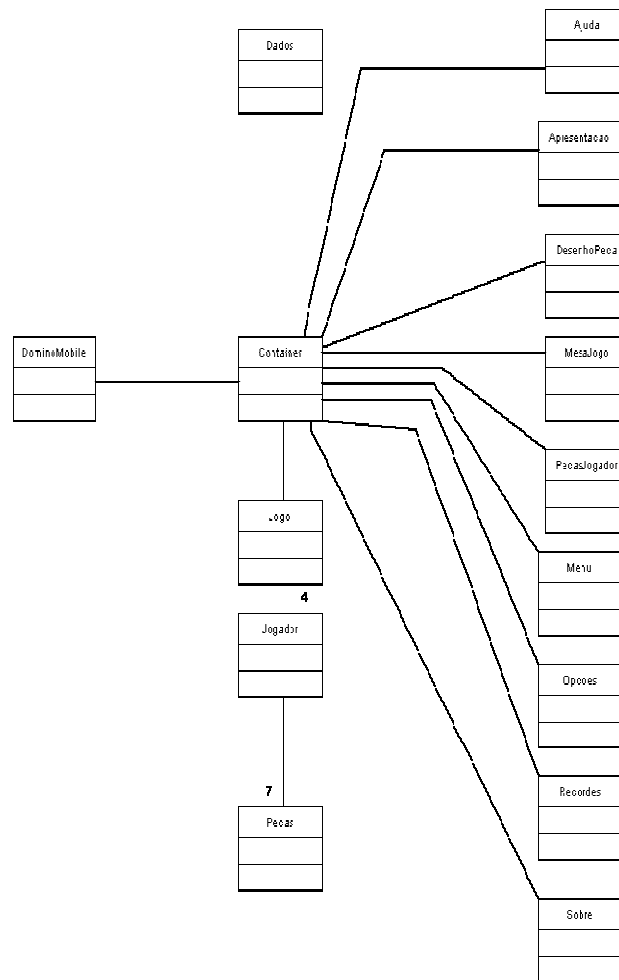 Dados
Ajuda
Apresentacao
DesenhoPeca
DominoMobile
Container
MesaJogo
PecasJogador
Jogo
Menu
4
Jogador
Opcoes
7
Recordes
Pecas
Sobre